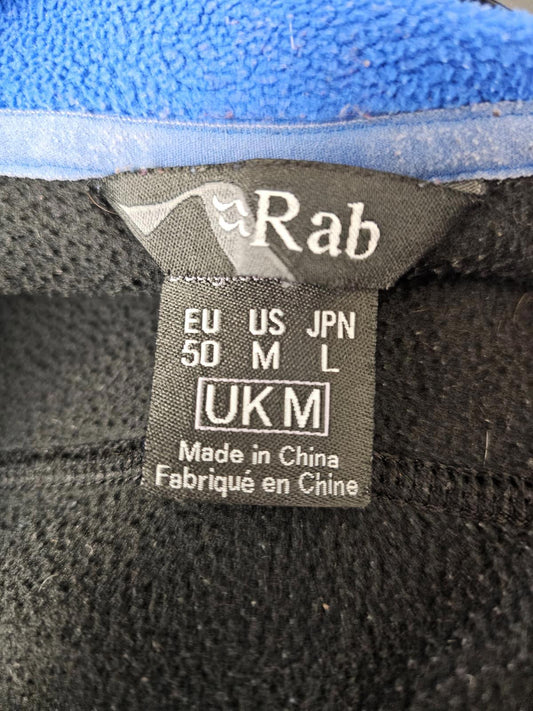 Rab
EU US JPN
50 M L
UK M
Made in China
Fabriqué en Chine